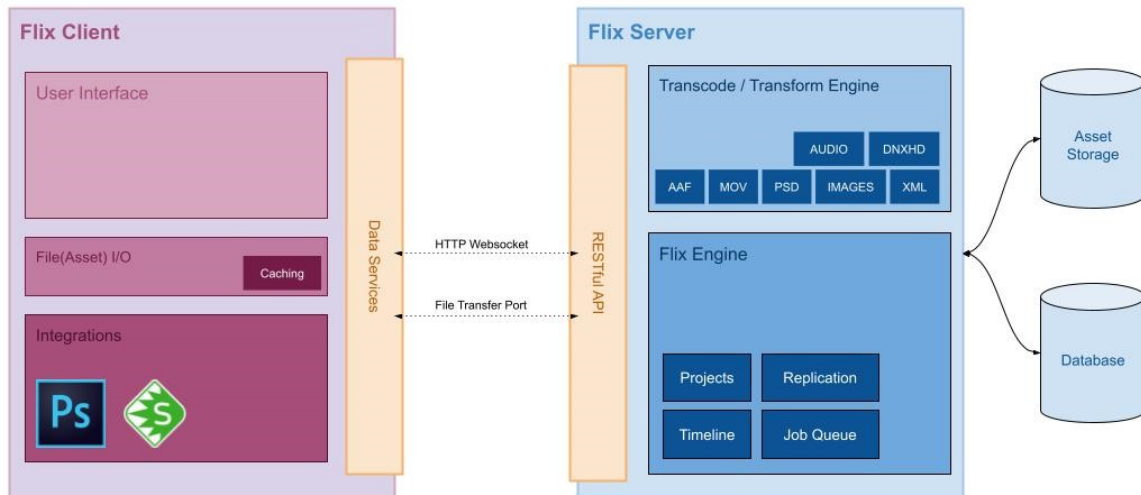 Flix Client
User Interface
File(Asset) I/O
Caching
Integrations
Ps
S
Data Services
HTTP Websocket
File Transfer Port
RESTful API
Flix Server
Transcode / Transform Engine
AUDIO DNXHD
AAF MOV PSD IMAGES XML
Flix Engine
Projects Replication
Timeline Job Queue
Asset
Storage
Database